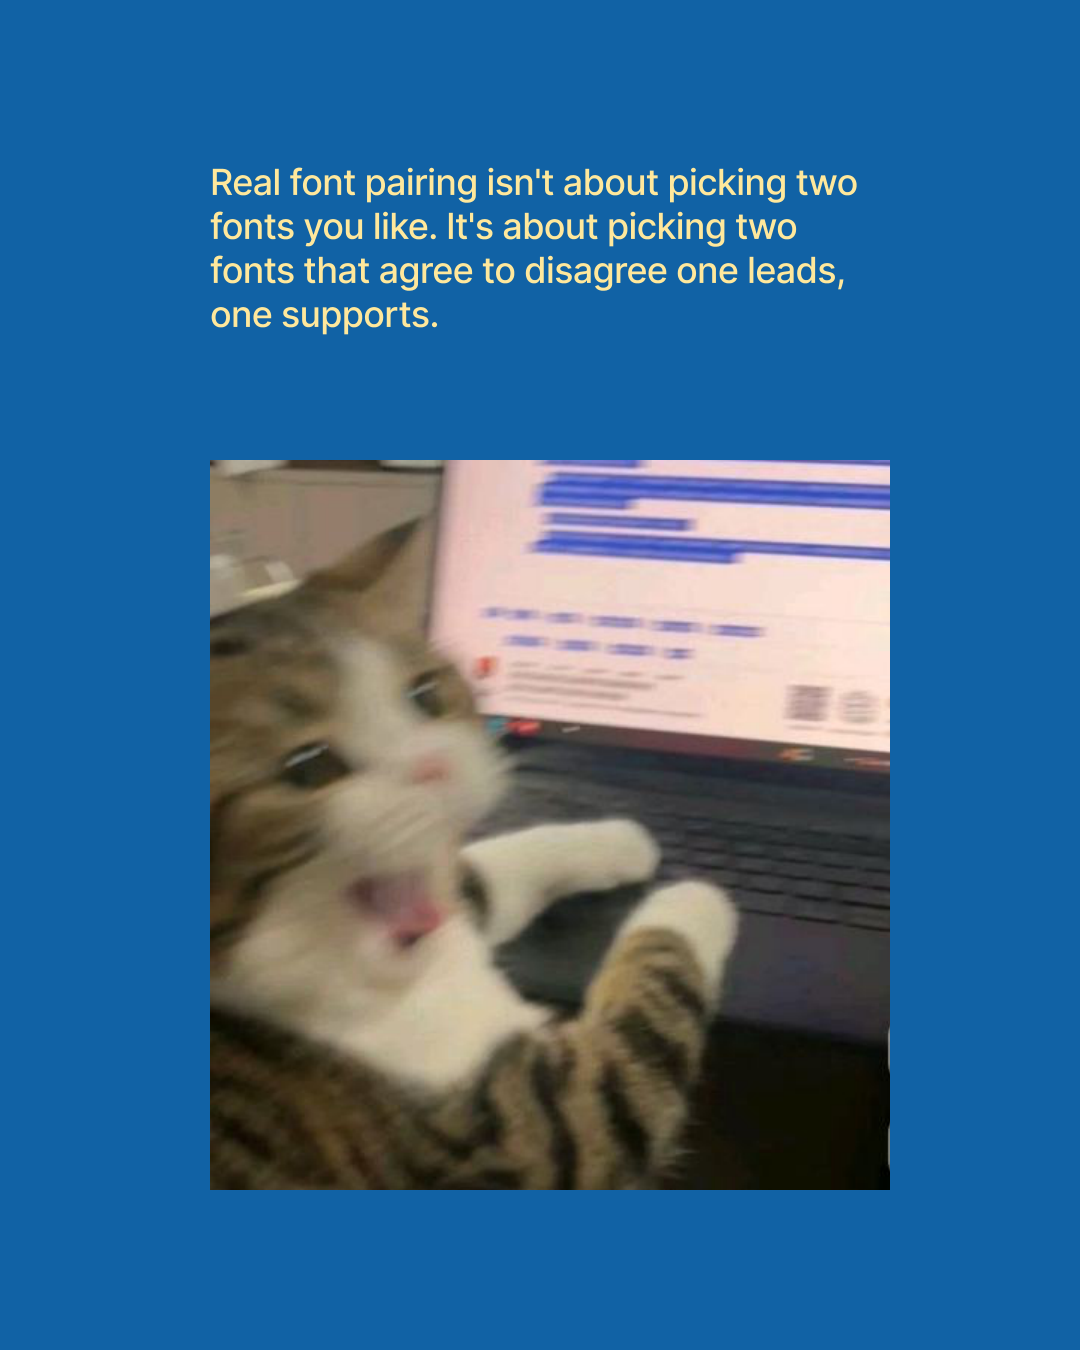 Real font pairing isn't about picking two
fonts you like. It's about picking two
fonts that agree to disagree one leads,
one supports.